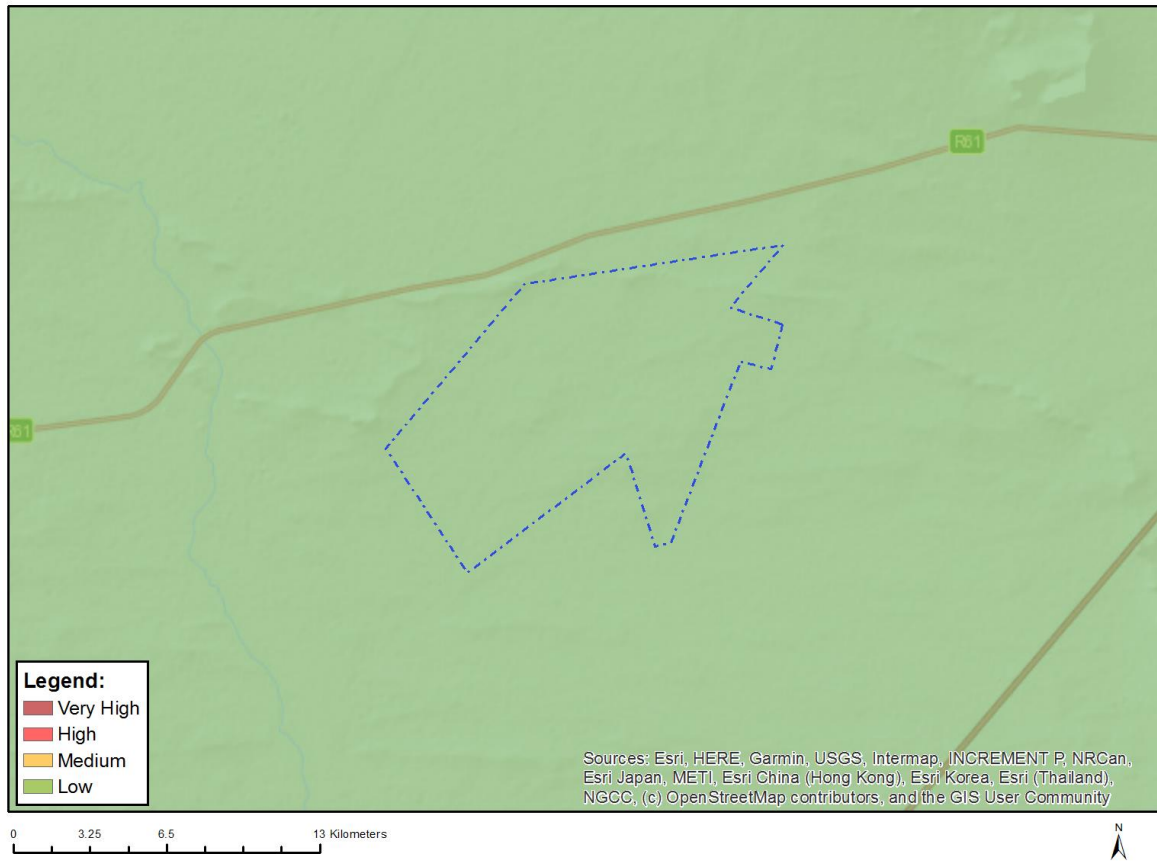 R61
R61
Legend:
Very High
High
Medium
Low
Sources: Esri, HERE, Garmin, USGS, Intermap, INCREMENT P, NRCan,
Esri Japan, METI, Esri China (Hong Kong), Esri Korea, Esri (Thailand),
NGCC, (c) OpenStreetMap contributors, and the GIS User Community
0 3.25 6.5 13 Kilometers
N